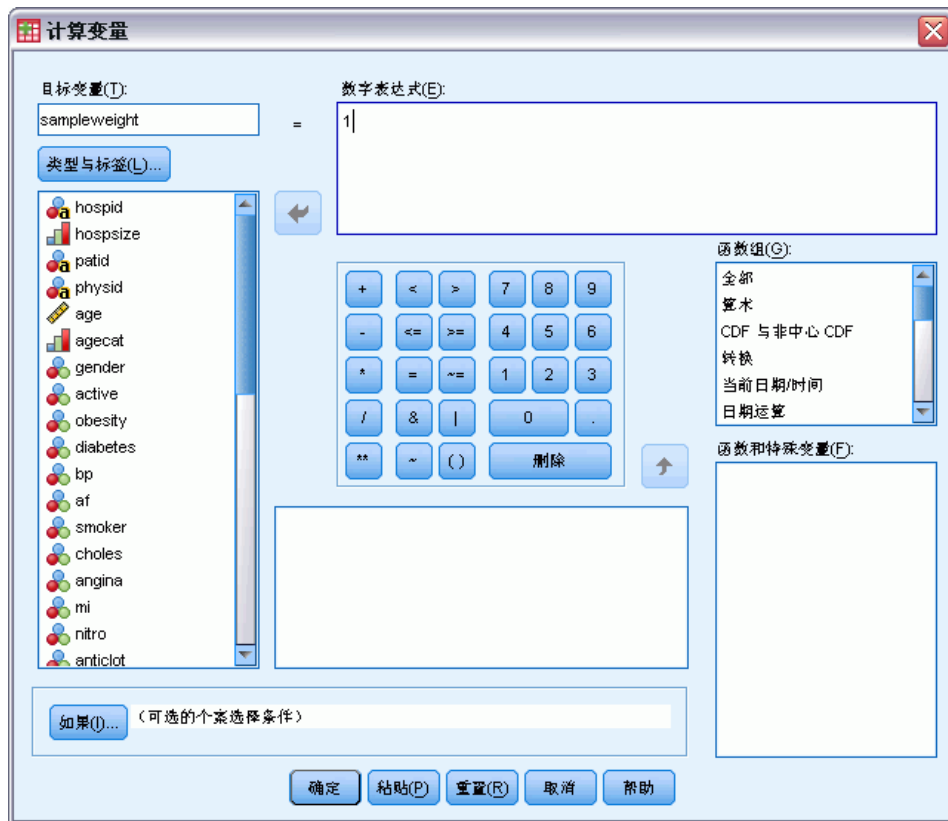 计算变量
目标变量(T):
数字表达式(E):
sampleweight
=
1
类型与标签(L)...
hospid
hospsize
patid
physid
age
agecat
gender
active
obesity
diabetes
bp
af
smoker
choles
angina
mi
nitro
anticlot
+ < > 7 8 9
- <= >= 4 5 6
* = ~= 1 2 3
/ & | 0 .
** ~ ( ) 删除
函数组(G):
全部
算术
CDF 与非中心 CDF
转换
当前日期/时间
日期运算
函数和特殊变量(F):
如果(I)... (可选的个案选择条件)
确定 粘贴(P) 重置(R) 取消 帮助